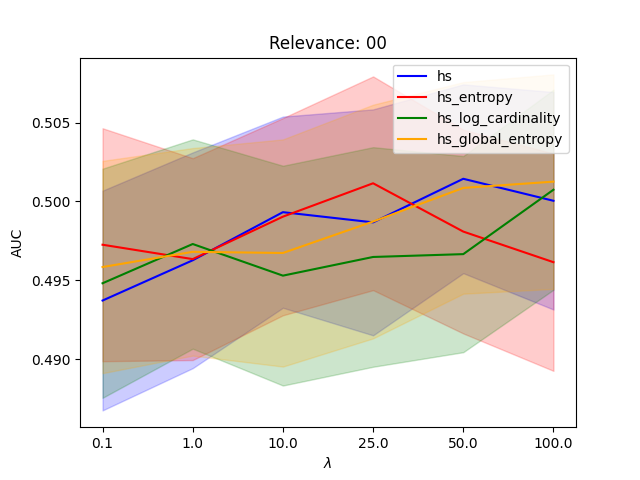 Relevance: 00
hs
hs_entropy
hs_log_cardinality
hs_global_entropy
AUC
0.505
0.500
0.495
0.490
0.1 1.0 10.0 25.0 50.0 100.0
λ